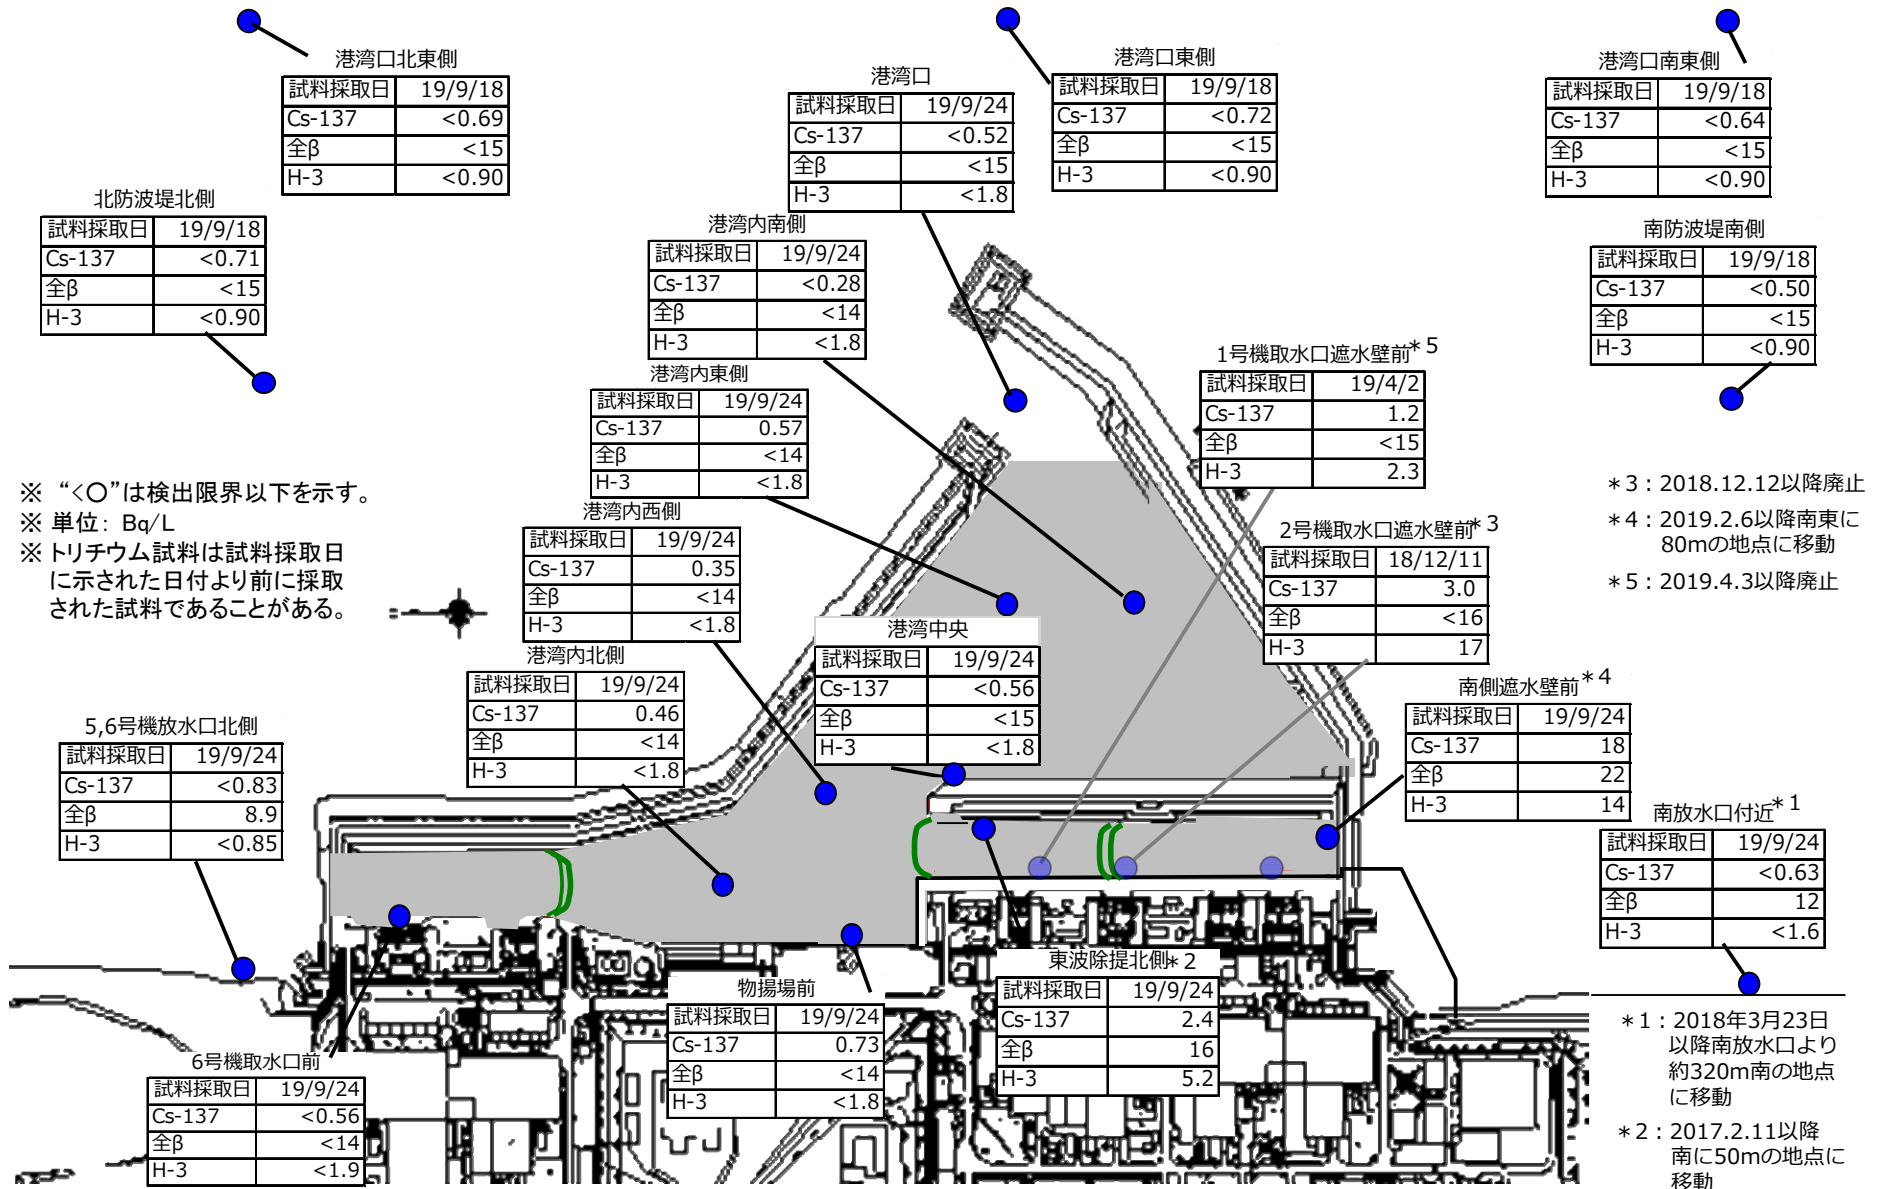 港湾口北東側
試料採取日 19/9/18
Cs-137 <0.69
全β <15
H-3 <0.90
港湾口東側
試料採取日 19/9/18
Cs-137 <0.72
全β <15
H-3 <0.90
港湾口南東側
試料採取日 19/9/18
Cs-137 <0.64
全β <15
H-3 <0.90
港湾口
試料採取日 19/9/24
Cs-137 <0.52
全β <15
H-3 <1.8
北防波堤北側
試料採取日 19/9/18
Cs-137 <0.71
全β <15
H-3 <0.90
港湾内南側
試料採取日 19/9/24
Cs-137 <0.28
全β <14
H-3 <1.8
南防波堤南側
試料採取日 19/9/18
Cs-137 <0.50
全β <15
H-3 <0.90
1号機取水口遮水壁前＊5
試料採取日 19/4/2
Cs-137 1.2
全β <15
H-3 2.3
港湾内東側
試料採取日 19/9/24
Cs-137 0.57
全β <14
H-3 <1.8
※ “<〇”は検出限界以下を示す。
※ 単位: Bq/L
※ トリチウム試料は試料採取日
に示された日付より前に採取
された試料であることがある。
＊3：2018.12.12以降廃止
＊4：2019.2.6以降南東に
80mの地点に移動
＊5：2019.4.3以降廃止
港湾内西側
試料採取日 19/9/24
Cs-137 0.35
全β <14
H-3 <1.8
2号機取水口遮水壁前＊3
試料採取日 18/12/11
Cs-137 3.0
全β <16
H-3 17
港湾中央
試料採取日 19/9/24
Cs-137 <0.56
全β <15
H-3 <1.8
港湾内北側
試料採取日 19/9/24
Cs-137 0.46
全β <14
H-3 <1.8
南側遮水壁前＊4
試料採取日 19/9/24
Cs-137 18
全β 22
H-3 14
5,6号機放水口北側
試料採取日 19/9/24
Cs-137 <0.83
全β 8.9
H-3 <0.85
南放水口付近＊1
試料採取日 19/9/24
Cs-137 <0.63
全β 12
H-3 <1.6
東波除堤北側＊2
試料採取日 19/9/24
Cs-137 2.4
全β 16
H-3 5.2
物揚場前
試料採取日 19/9/24
Cs-137 0.73
全β <14
H-3 <1.8
6号機取水口前
試料採取日 19/9/24
Cs-137 <0.56
全β <14
H-3 <1.9
＊1：2018年3月23日
以降南放水口より
約320m南の地点
に移動
＊2：2017.2.11以降
南に50mの地点に
移動